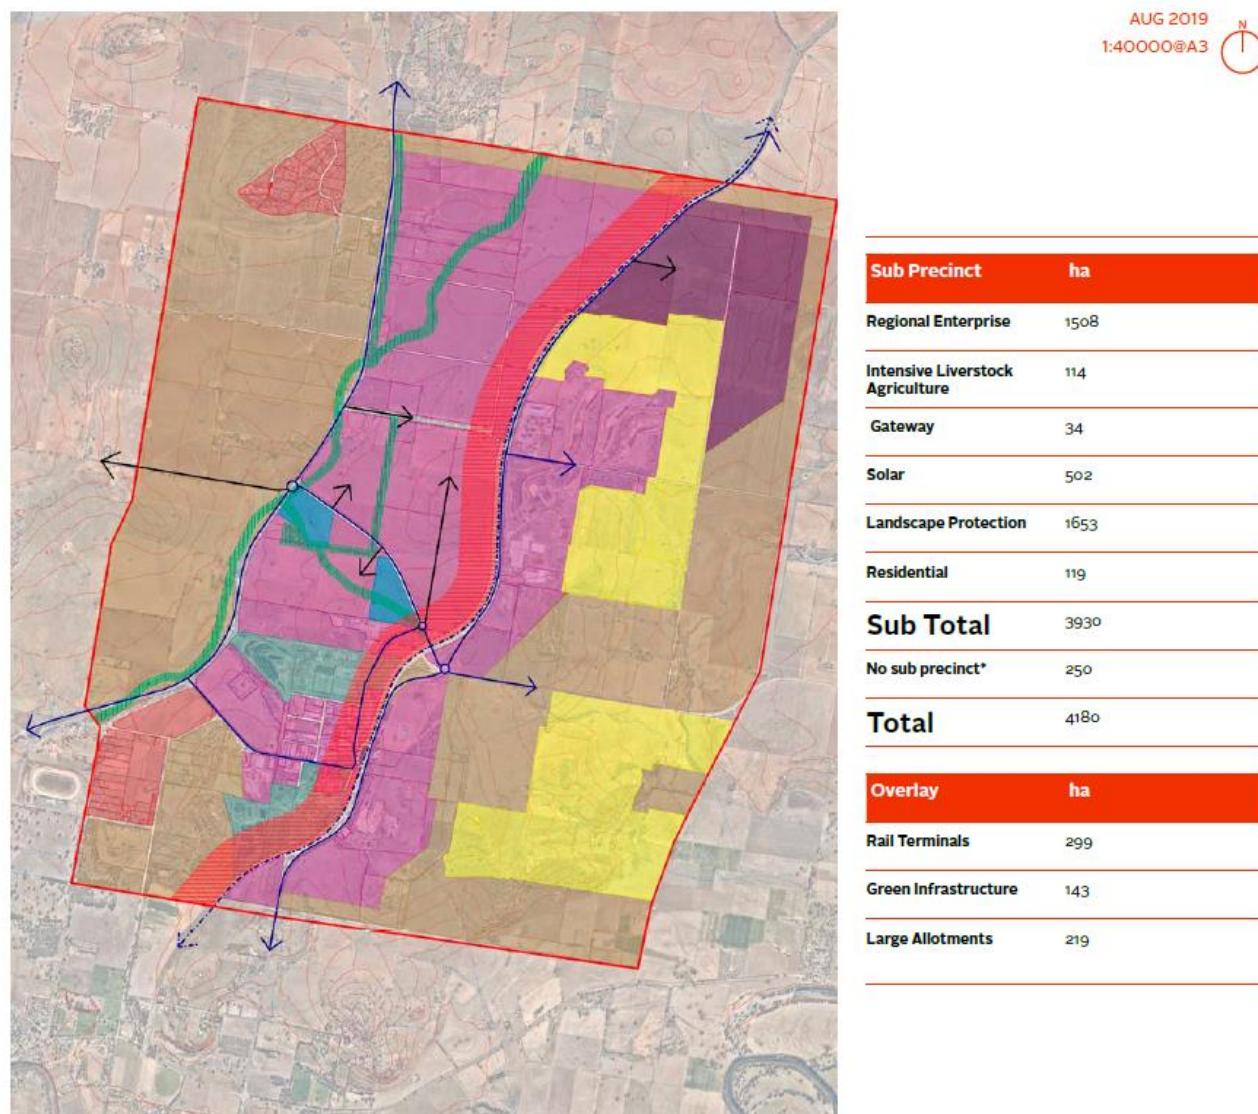 AUG 2019
1:40000@A3
N
Sub Precinct ha
Regional Enterprise 1508
Intensive Liverstock
Agriculture 114
Gateway 34
Solar 502
Landscape Protection 1653
Residential 119
Sub Total 3930
No sub precinct* 250
Total 4180
Overlay ha
Rail Terminals 299
Green Infrastructure 143
Large Allotments 219